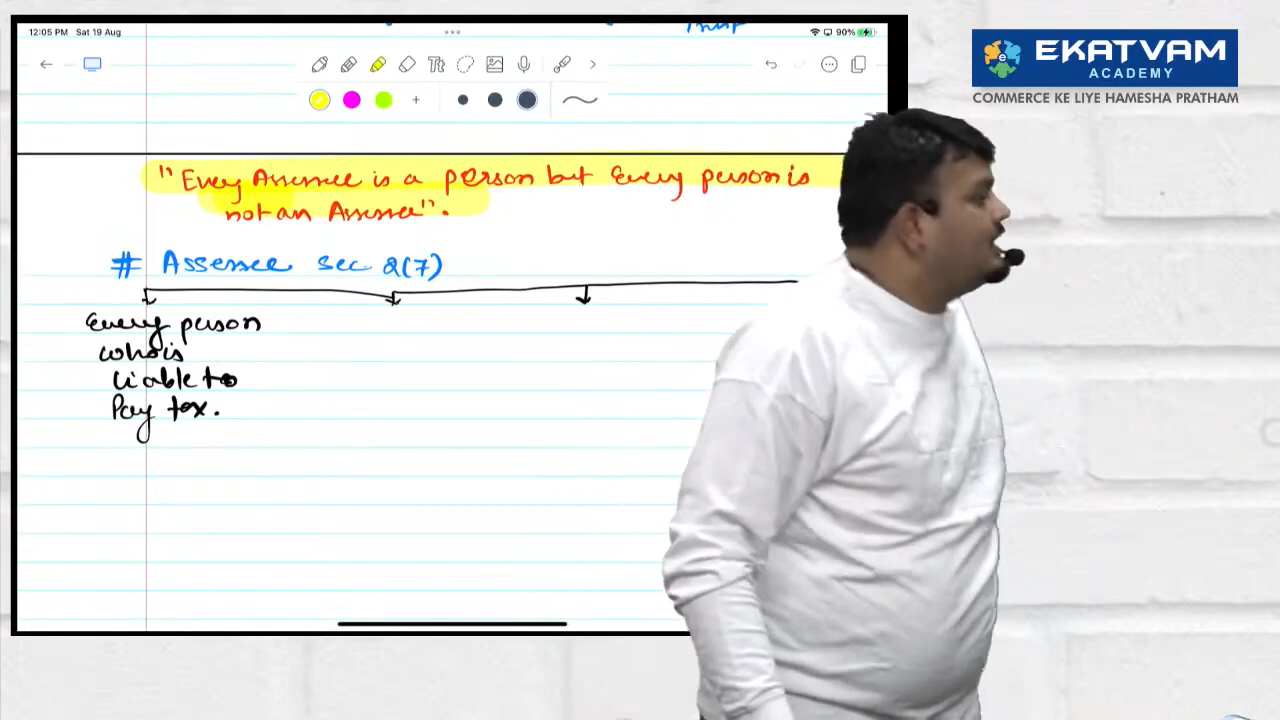 12:05 PM Sat 19 Aug
90%
EKATVAM
ACADEMY
COMMERCE KE LIYE HAMESHA PRATHAM
"Every Assessee is a person but Every person is
not an Assessee".
# Assessee sec 2(7)
Every person
who is
liable to
Pay tax.